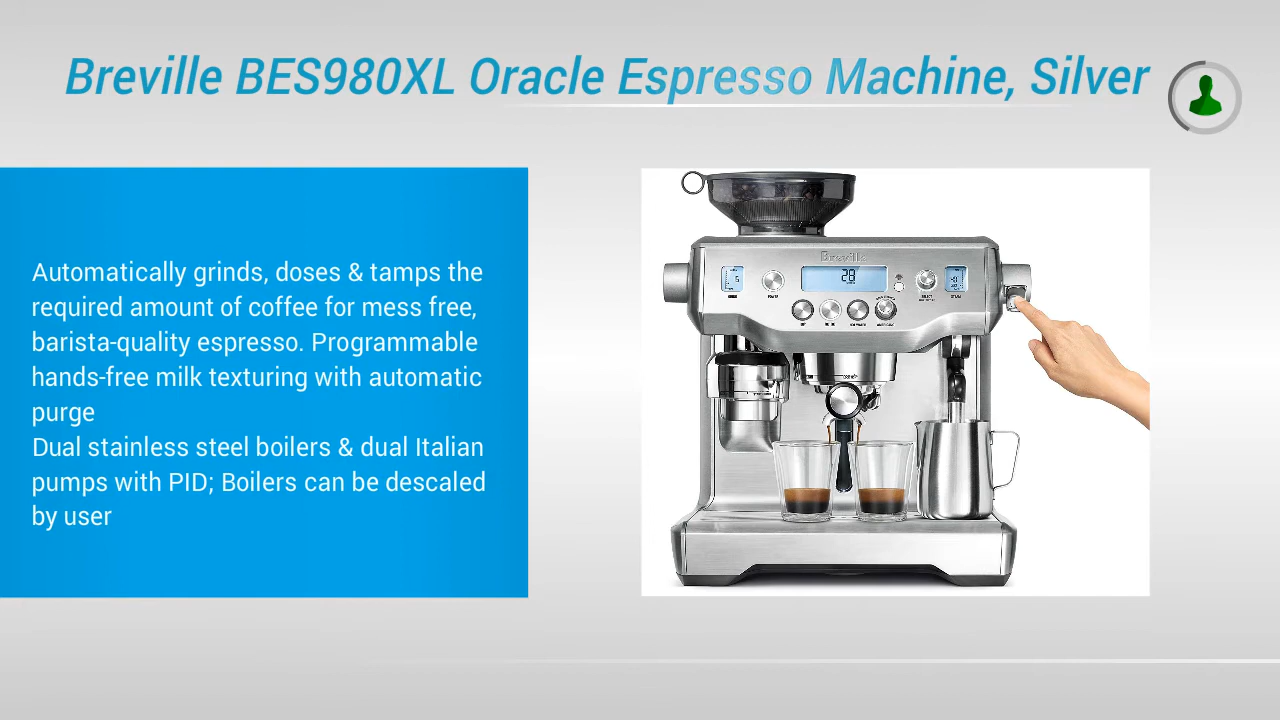 Breville BES980XL Oracle Espresso Machine, Silver
Automatically grinds, doses & tamps the
required amount of coffee for mess free,
barista-quality espresso. Programmable
hands-free milk texturing with automatic
purge
Dual stainless steel boilers & dual Italian
pumps with PID; Boilers can be descaled
by user
Breville
28
POWER